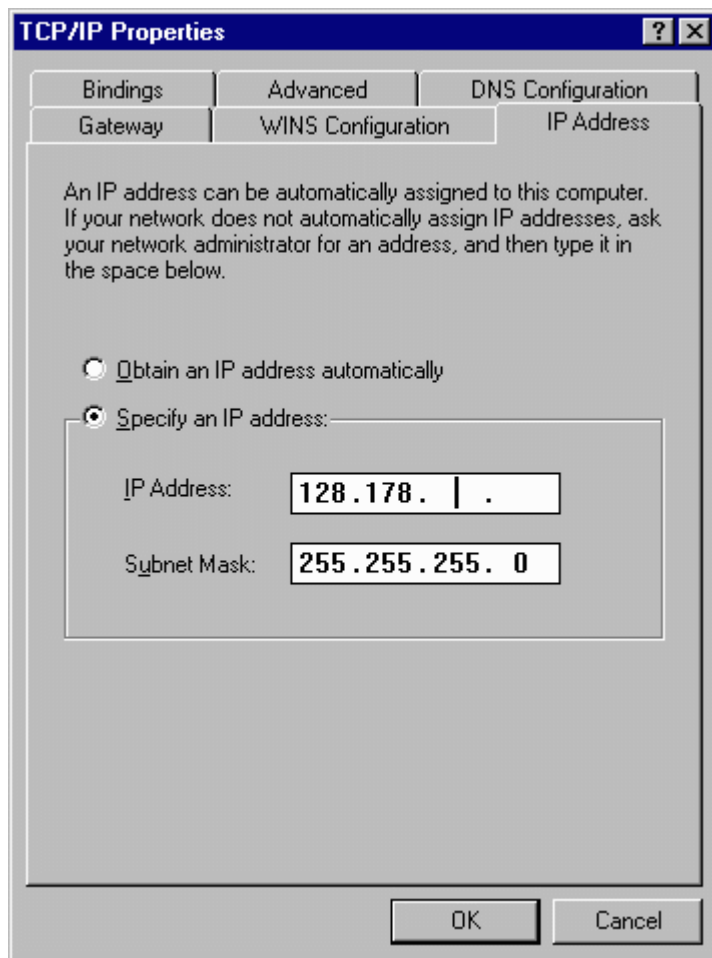 TCP/IP Properties
Bindings Advanced DNS Configuration
Gateway WINS Configuration IP Address
An IP address can be automatically assigned to this computer.
If your network does not automatically assign IP addresses, ask
your network administrator for an address, and then type it in
the space below.
Obtain an IP address automatically
Specify an IP address:
IP Address: 128.178. .
Subnet Mask: 255.255.255. 0
OK Cancel